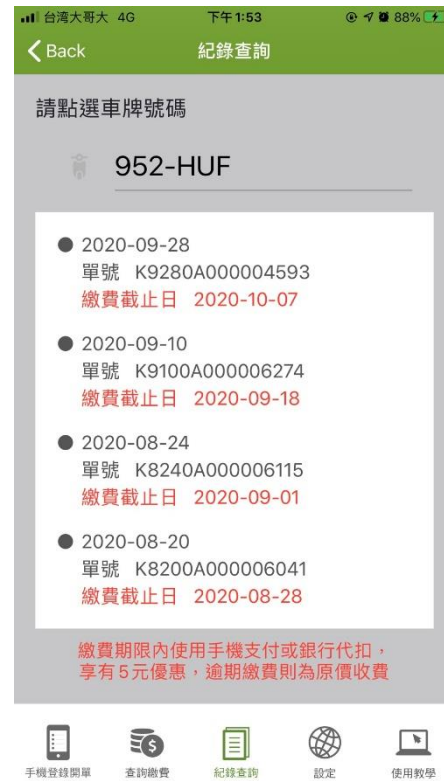 台湾大哥大 4G 下午1:53 88%
Back 紀錄查詢
請點選車牌號碼
952-HUF
2020-09-28
單號 K9280A000004593
繳費截止日 2020-10-07
2020-09-10
單號 K9100A000006274
繳費截止日 2020-09-18
2020-08-24
單號 K8240A000006115
繳費截止日 2020-09-01
2020-08-20
單號 K8200A000006041
繳費截止日 2020-08-28
繳費期限內使用手機支付或銀行代扣，
享有5元優惠，逾期繳費則為原價收費
手機登錄開單 查詢繳費 紀錄查詢 設定 使用教學